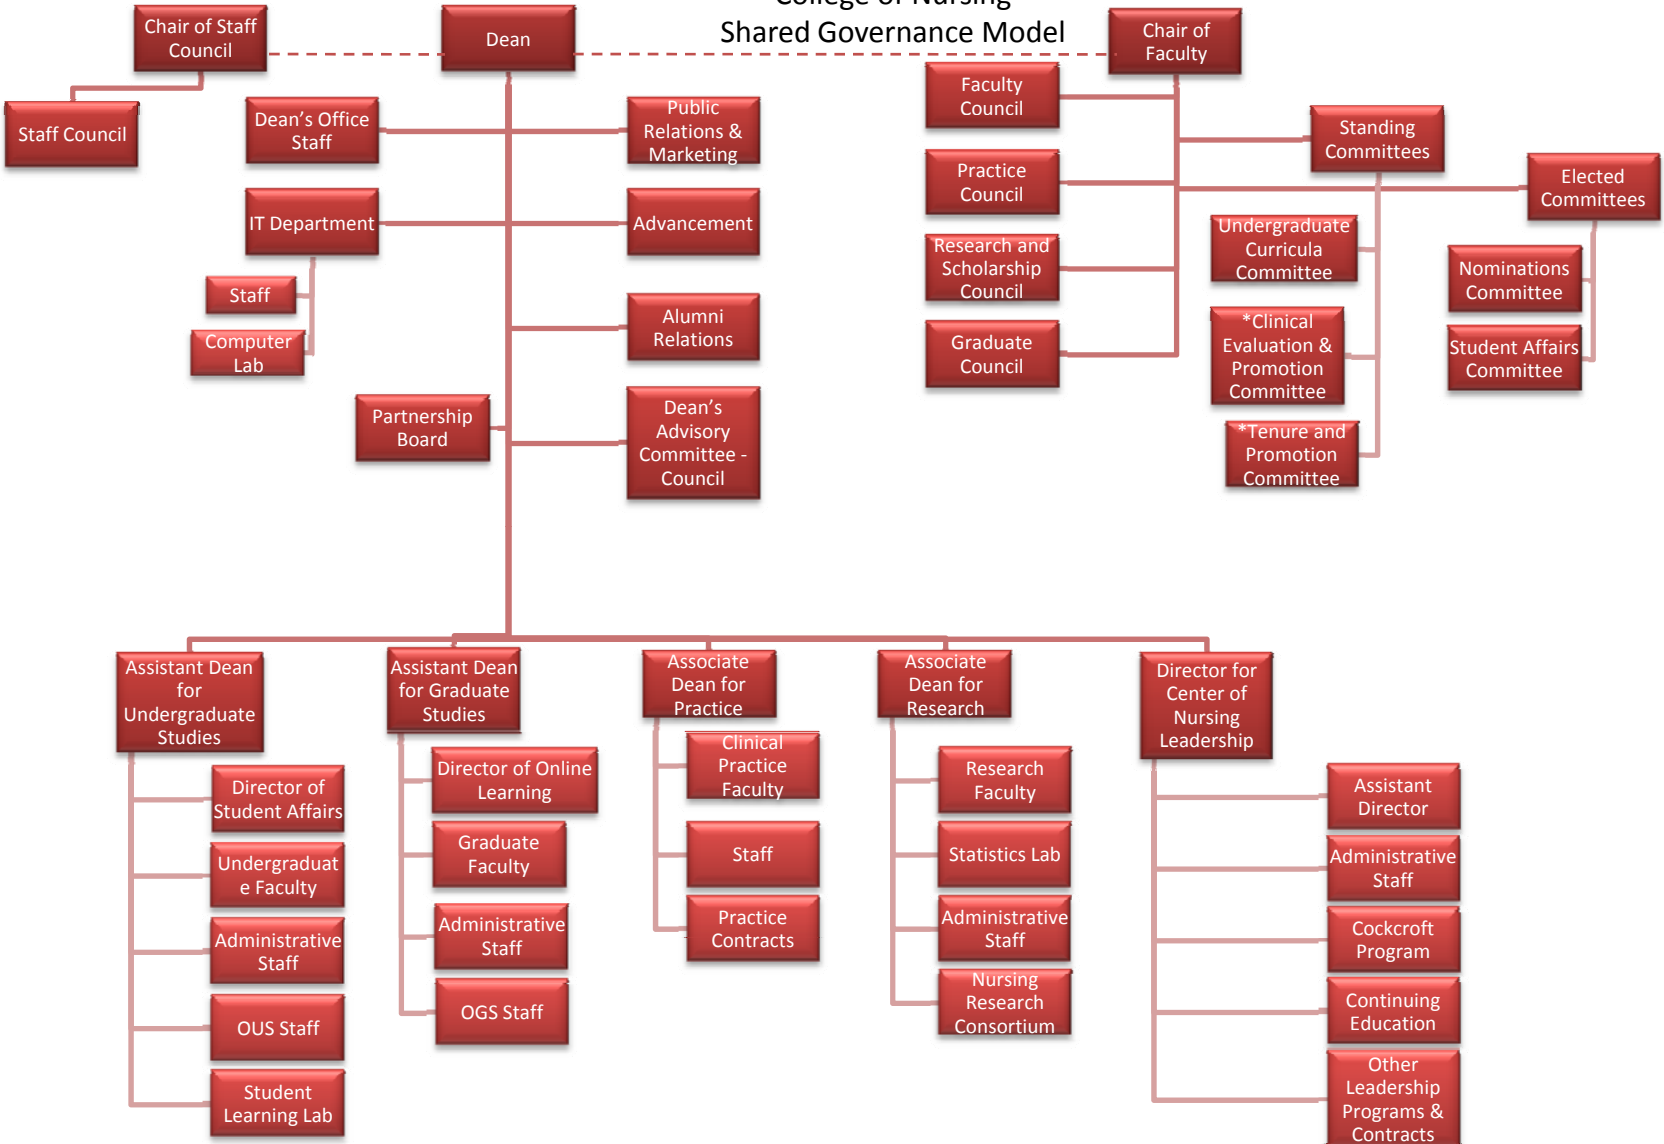 College of Nursing
Shared Governance Model
Chair of Staff
Council
Dean
Chair of
Faculty
Staff Council
Dean's Office
Staff
Public
Relations &
Marketing
IT Department
Advancement
Staff
Computer
Lab
Alumni
Relations
Partnership
Board
Dean's
Advisory
Committee -
Council
Faculty
Council
Practice
Council
Research and
Scholarship
Council
Graduate
Council
Standing
Committees
Elected
Committees
Undergraduate
Curricula
Committee
*Clinical
Evaluation &
Promotion
Committee
*Tenure and
Promotion
Committee
Nominations
Committee
Student Affairs
Committee
Assistant Dean
for
Undergraduate
Studies
Director of
Student Affairs
Undergraduat
e Faculty
Administrative
Staff
OUS Staff
Student
Learning Lab
Assistant Dean
for Graduate
Studies
Director of Online
Learning
Graduate
Faculty
Administrative
Staff
OGS Staff
Associate
Dean for
Practice
Clinical
Practice
Faculty
Staff
Practice
Contracts
Associate
Dean for
Research
Research
Faculty
Statistics Lab
Administrative
Staff
Nursing
Research
Consortium
Director for
Center of
Nursing
Leadership
Assistant
Director
Administrative
Staff
Cockcroft
Program
Continuing
Education
Other
Leadership
Programs &
Contracts